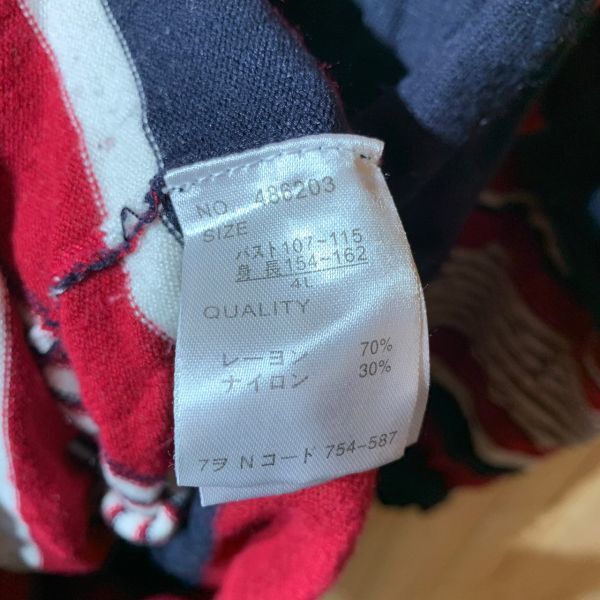 NO. 486203
SIZE
バスト107~115
身長154~162
4L
QUALITY
レーヨン 70%
ナイロン 30%
7ヲ Nコード 754-587